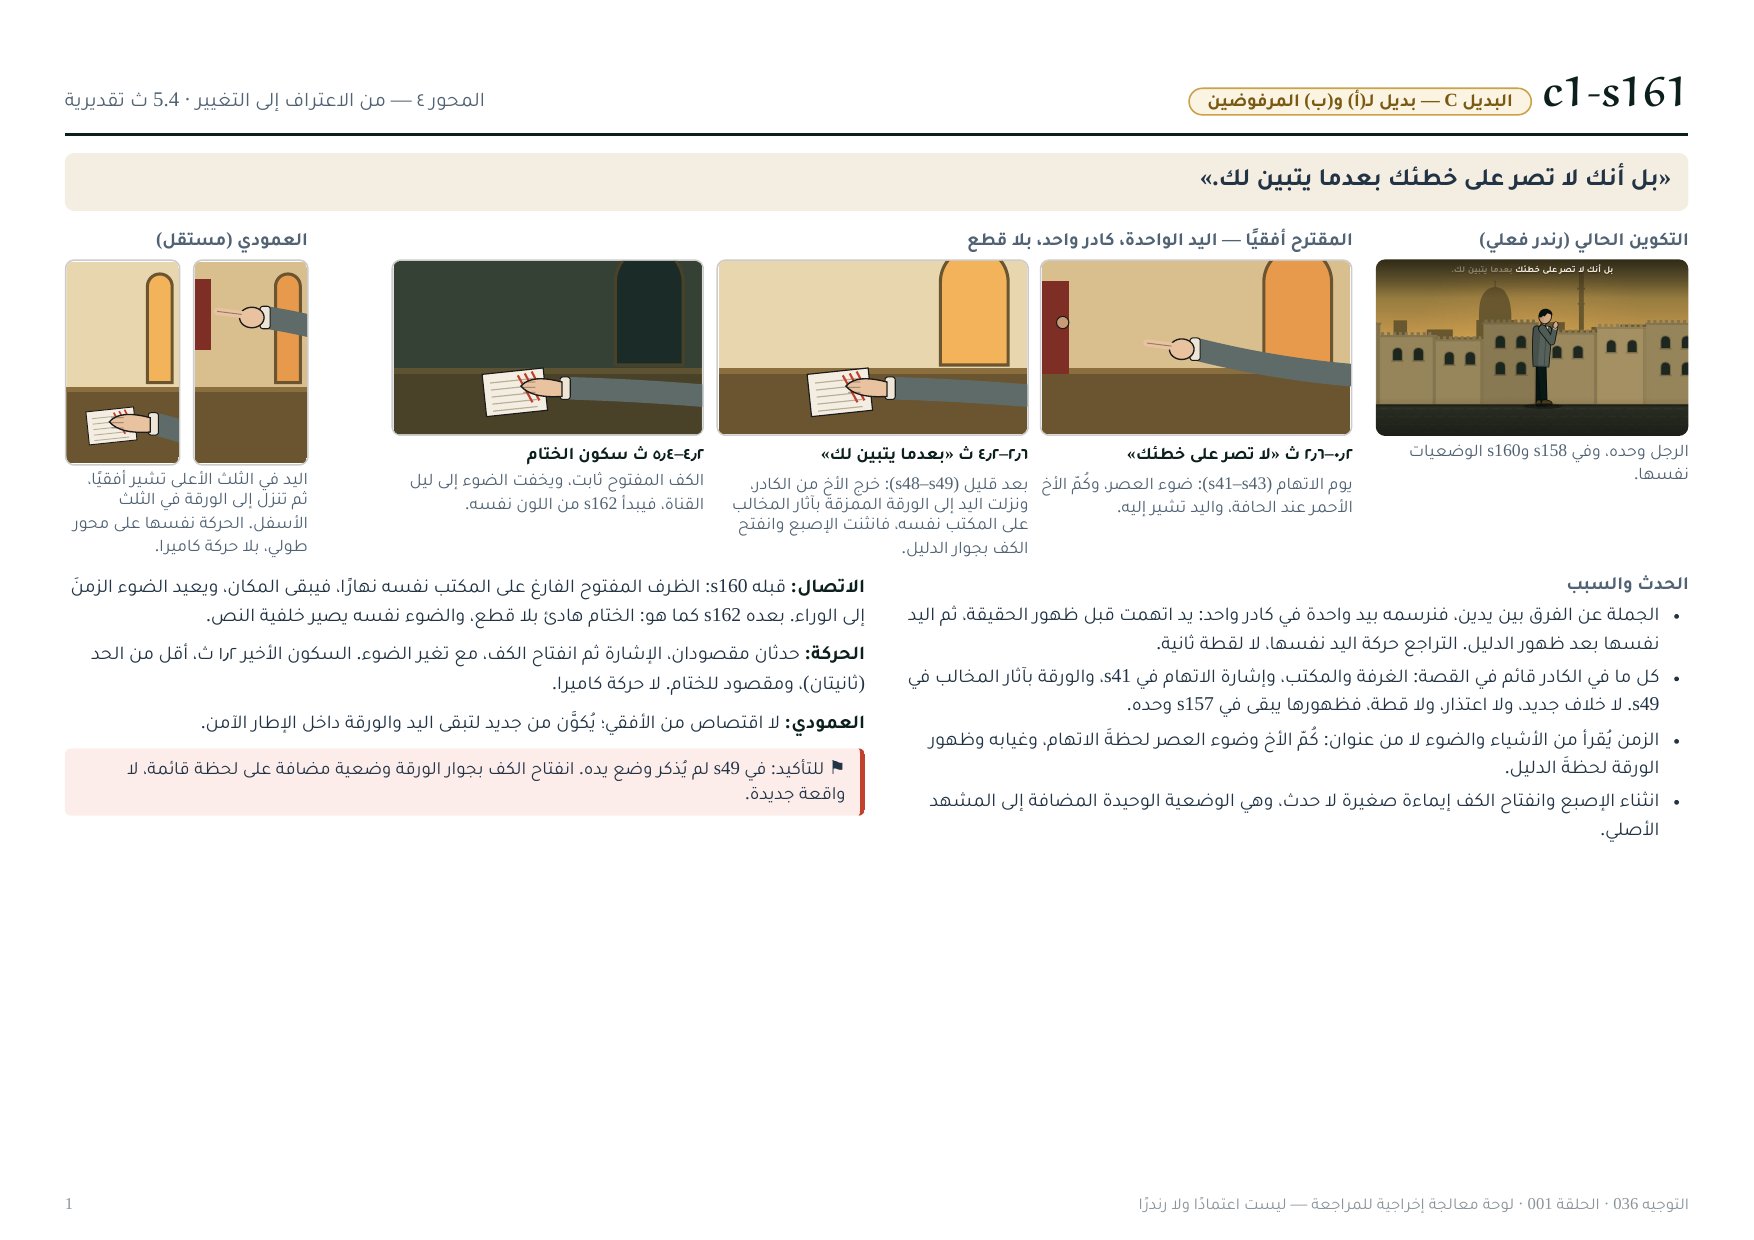 c1-s161 البديل C — بديل لـ(أ) و(ب) المرفوضين
المحور ٤ — من الاعتراف إلى التغيير · 5.4 ث تقديرية
«بل أنك لا تصر على خطئك بعدما يتبين لك.»
التكوين الحالي (رندر فعلي)
بل أنك لا تصر على خطئك بعدما يتبين لك.
الرجل وحده، وفي s158 وs160 الوضعيات
نفسها.
المقترح أفقيًا — اليد الواحدة، كادر واحد، بلا قطع
٠٫٢–٢٫٦ ث «لا تصر على خطئك»
يوم الاتهام (s41–s43): ضوء العصر، وكُمّ الأخ
الأحمر عند الحافة، واليد تشير إليه.
٢٫٦–٤٫٢ ث «بعدما يتبين لك»
بعد قليل (s48–s49): خرج الأخ من الكادر،
ونزلت اليد إلى الورقة الممزقة بآثار المخالب
على المكتب نفسه، فانثنت الإصبع وانفتح
الكف بجوار الدليل.
٤٫٢–٥٫٤ ث سكون الختام
الكف المفتوح ثابت، ويخفت الضوء إلى ليل
القناة، فيبدأ s162 من اللون نفسه.
العمودي (مستقل)
اليد في الثلث الأعلى تشير أفقيًا،
ثم تنزل إلى الورقة في الثلث
الأسفل. الحركة نفسها على محور
طولي، بلا حركة كاميرا.
الحدث والسبب
• الجملة عن الفرق بين يدين، فنرسمه بيد واحدة في كادر واحد: يد اتهمت قبل ظهور الحقيقة، ثم اليد
نفسها بعد ظهور الدليل. التراجع حركة اليد نفسها، لا لقطة ثانية.
• كل ما في الكادر قائم في القصة: الغرفة والمكتب، وإشارة الاتهام في s41، والورقة بآثار المخالب في
s49. لا خلاف جديد، ولا اعتذار، ولا قطة، فظهورها يبقى في s157 وحده.
• الزمن يُقرأ من الأشياء والضوء لا من عنوان: كُمّ الأخ وضوء العصر لحظةَ الاتهام، وغيابه وظهور
الورقة لحظةَ الدليل.
• انثناء الإصبع وانفتاح الكف إيماءة صغيرة لا حدث، وهي الوضعية الوحيدة المضافة إلى المشهد
الأصلي.
الاتصال: قبله s160: الظرف المفتوح الفارغ على المكتب نفسه نهارًا، فيبقى المكان، ويعيد الضوء الزمنَ
إلى الوراء. بعده s162 كما هو: الختام هادئ بلا قطع، والضوء نفسه يصير خلفية النص.
الحركة: حدثان مقصودان، الإشارة ثم انفتاح الكف، مع تغير الضوء. السكون الأخير ١٫٢ ث، أقل من الحد
(ثانيتان)، ومقصود للختام. لا حركة كاميرا.
العمودي: لا اقتصاص من الأفقي؛ يُكوَّن من جديد لتبقى اليد والورقة داخل الإطار الآمن.
⚑ للتأكيد: في s49 لم يُذكر وضع يده. انفتاح الكف بجوار الورقة وضعية مضافة على لحظة قائمة، لا
واقعة جديدة.
التوجيه 036 · الحلقة 001 · لوحة معالجة إخراجية للمراجعة — ليست اعتمادًا ولا رندرًا
1